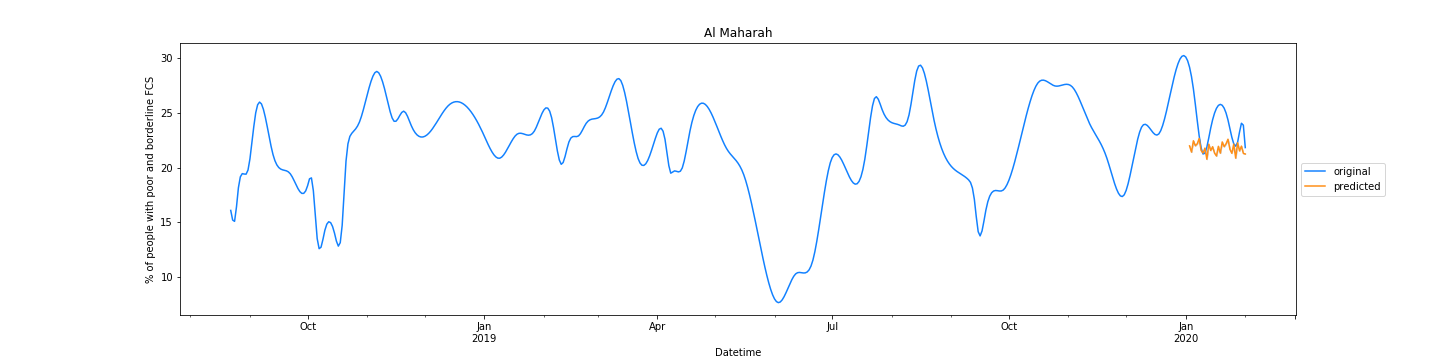 Al Maharah
% of people with poor and borderline FCS
30
25
20
15
10
Oct
Jan
2019
Apr
Jul
Oct
Jan
2020
Datetime
original
predicted